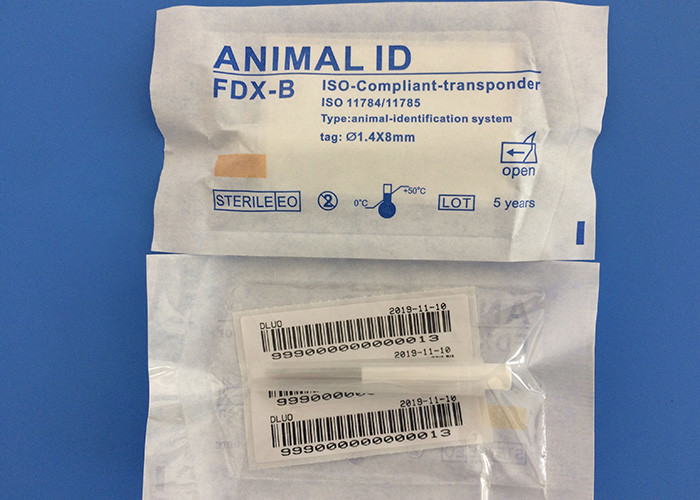 ANIMAL ID
FDX-B
ISO-Compliant-transponder
ISO 11784/11785
Type:animal-identification system
tag: Ø1.4X8mm
open
STERILE EO
2
0°C
+50°C
LOT
5 years
DLUO
2019-11-10
999000000000013
2019-11-10
DLUO
2019-11-10
999000000000013